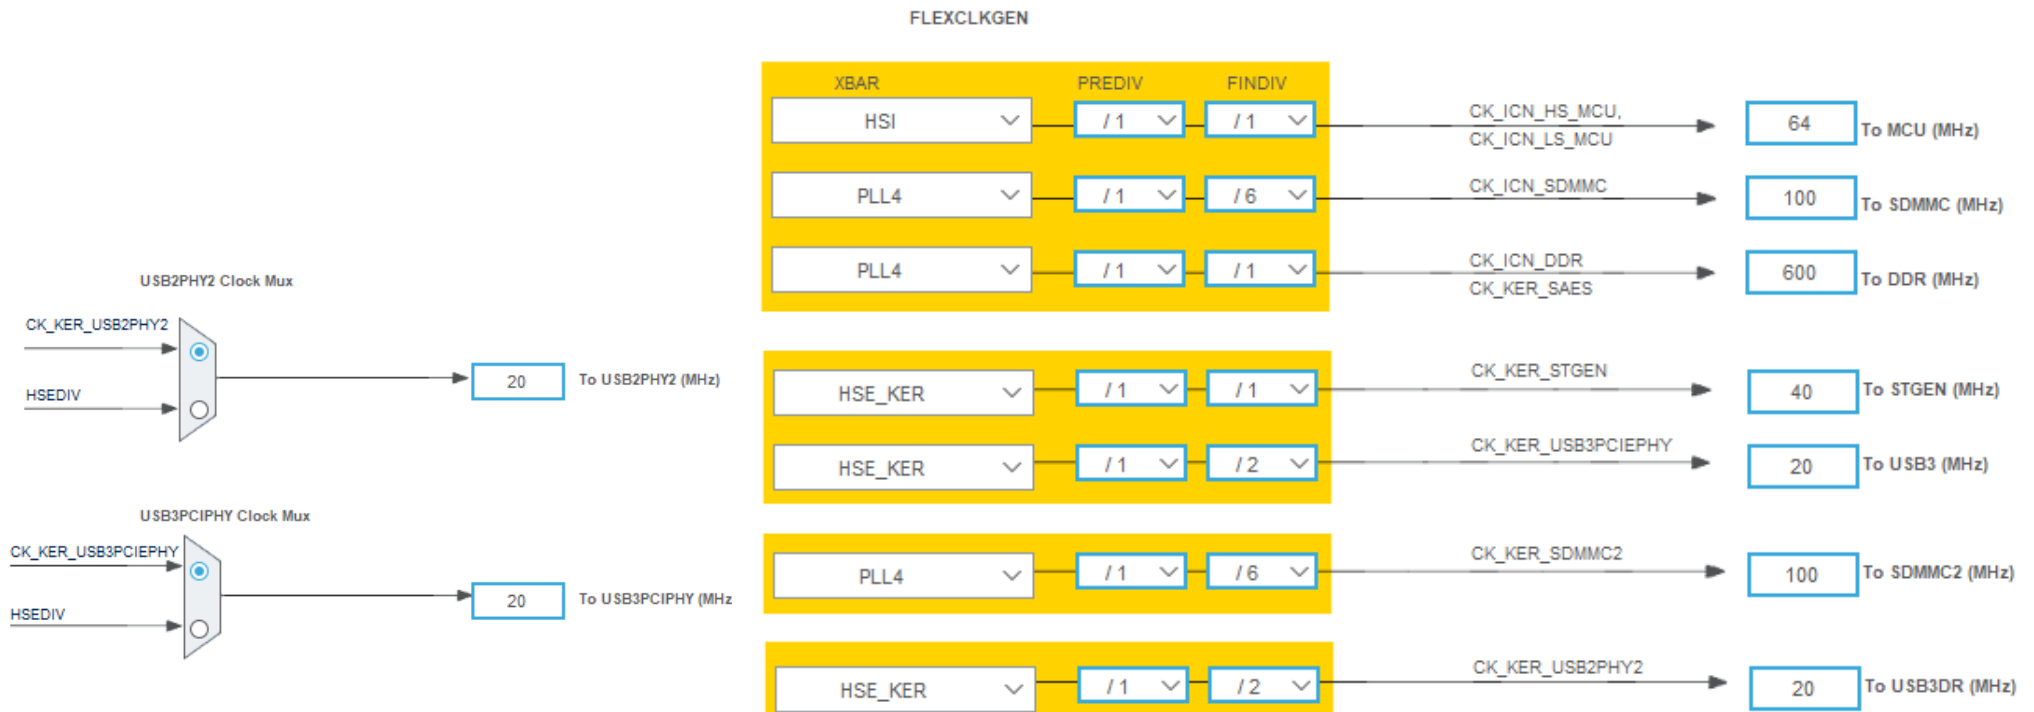 FLEXCLKGEN
XBAR PREDIV FINDIV
HSI / 1 / 1 CK_ICN_HS_MCU, 64 To MCU (MHz)
CK_ICN_LS_MCU
PLL4 / 1 / 6 CK_ICN_SDMMC 100 To SDMMC (MHz)
PLL4 / 1 / 1 CK_ICN_DDR 600 To DDR (MHz)
CK_KER_SAES
USB2PHY2 Clock Mux
CK_KER_USB2PHY2
HSEDIV
20 To USB2PHY2 (MHz)
HSE_KER / 1 / 1 CK_KER_STGEN 40 To STGEN (MHz)
HSE_KER / 1 / 2 CK_KER_USB3PCIEPHY 20 To USB3 (MHz)
USB3PCIPHY Clock Mux
CK_KER_USB3PCIEPHY
HSEDIV
20 To USB3PCIPHY (MHz
PLL4 / 1 / 6 CK_KER_SDMMC2 100 To SDMMC2 (MHz)
HSE_KER / 1 / 2 CK_KER_USB2PHY2 20 To USB3DR (MHz)